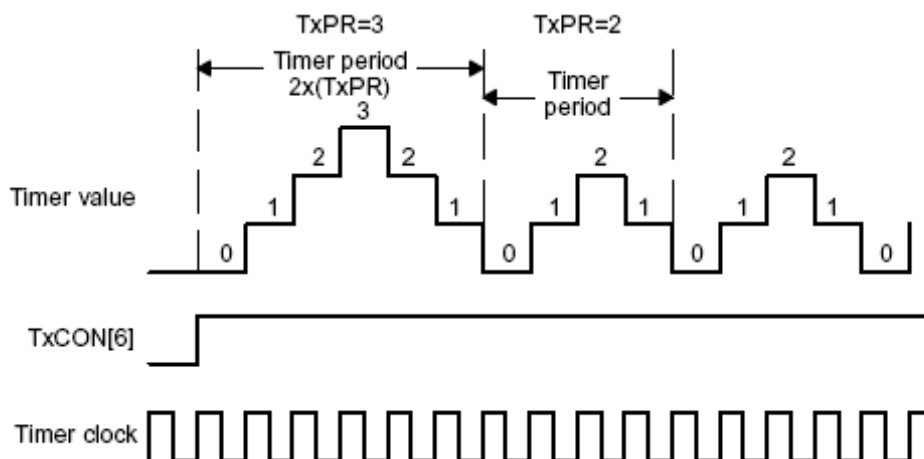 TxPR=3 TxPR=2
Timer period
2x(TxPR)
Timer
period
3
2 2 2 2
Timer value
1 1 1 1 1 1
0 0 0 0
TxCON[6]
Timer clock